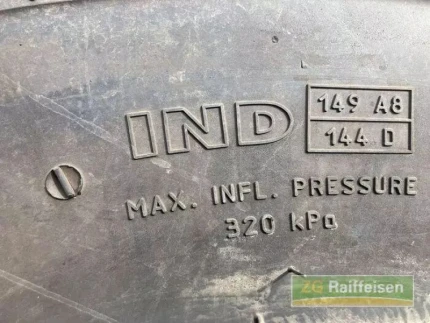 IND
149 A8
144 D
MAX. INFL. PRESSURE
320 kPa
ZG Raiffeisen